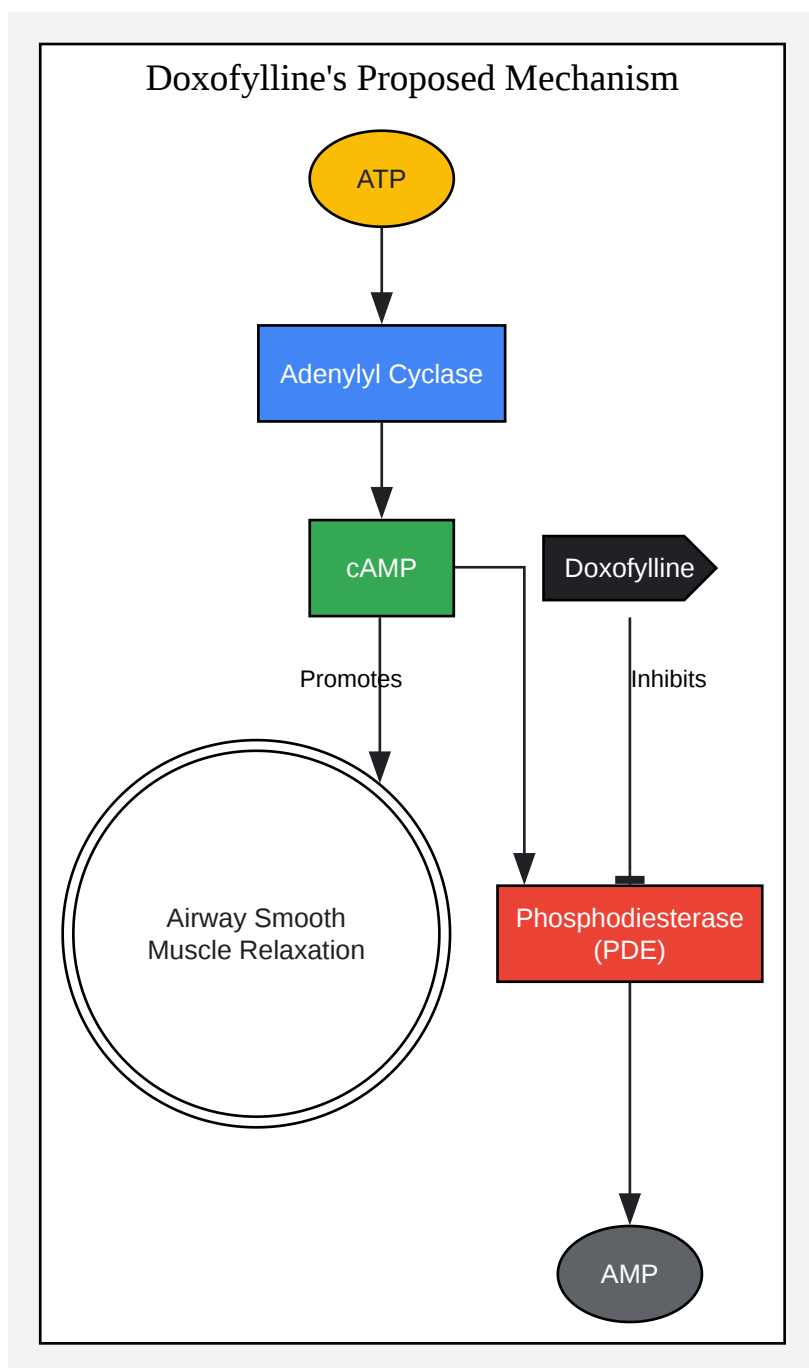 Doxofylline's Proposed Mechanism
ATP
Adenylyl Cyclase
cAMP
Doxofylline
Promotes
Inhibits
Airway Smooth
Muscle Relaxation
Phosphodiesterase
(PDE)
AMP